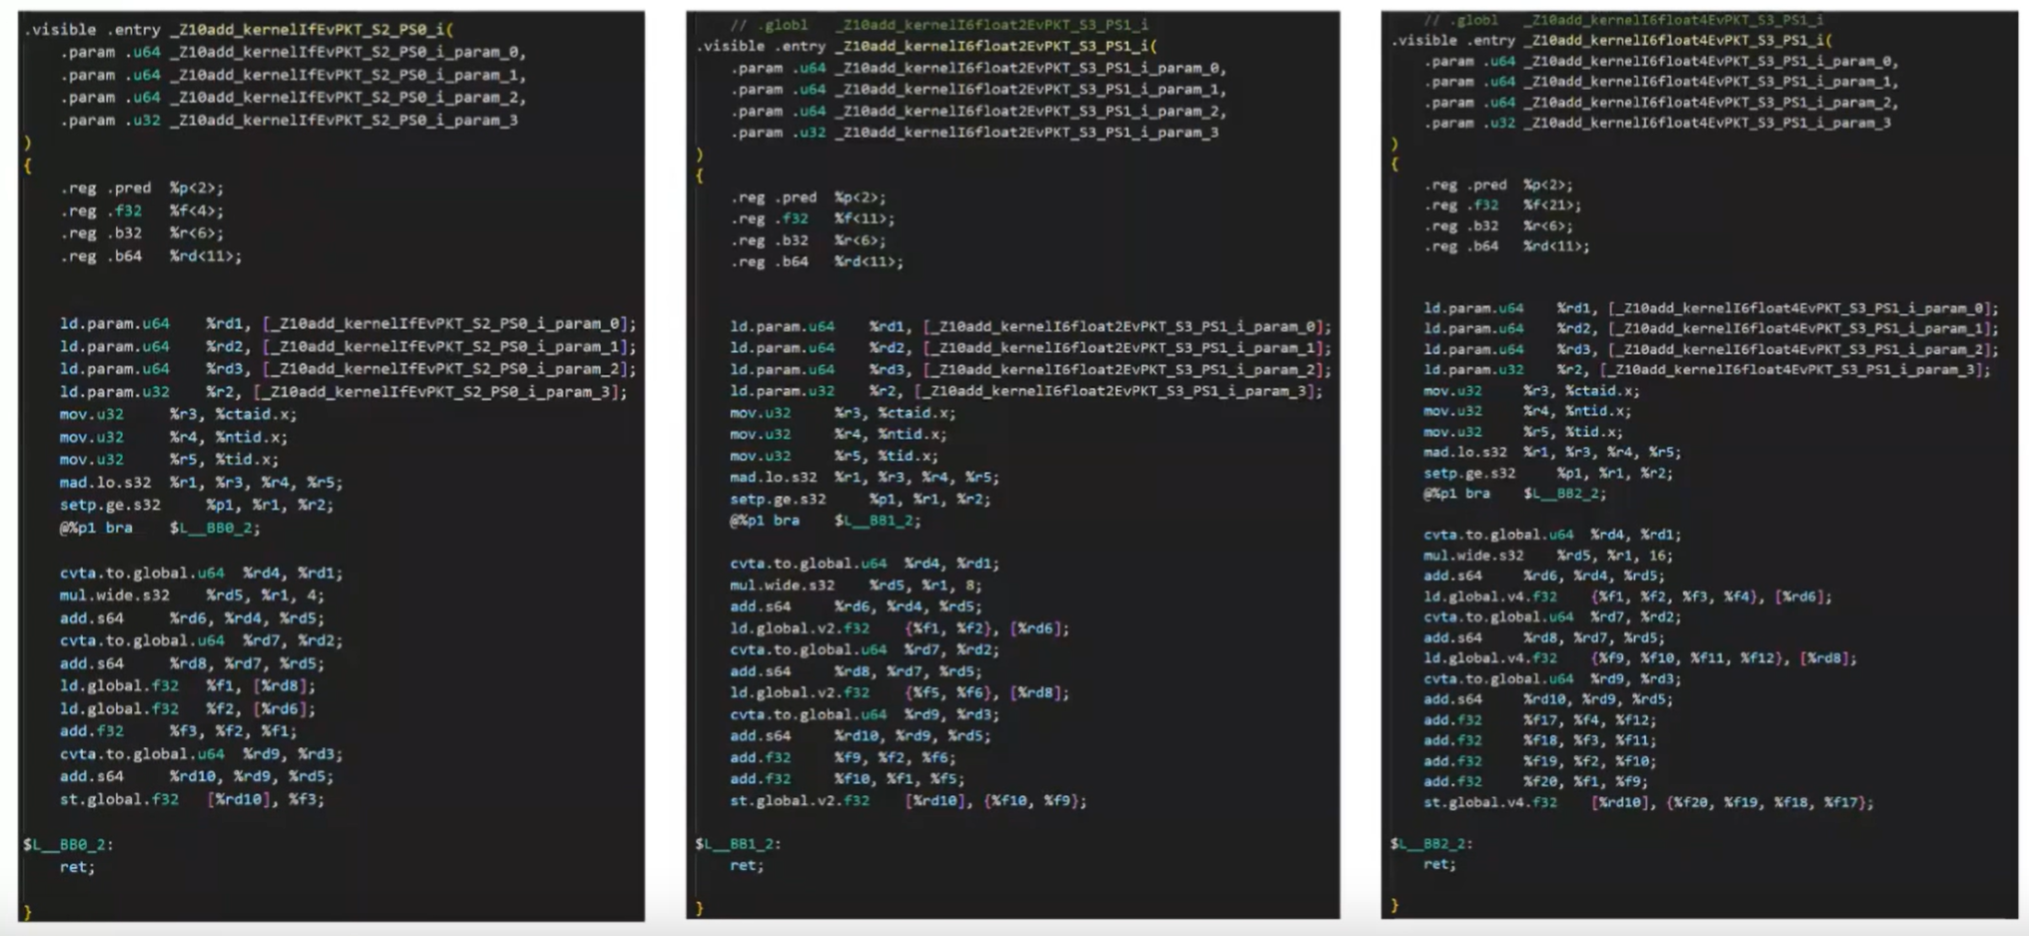 .visible .entry _Z10add_kernelIfEvPKT_S2_PS0_i(
.param .u64 _Z10add_kernelIfEvPKT_S2_PS0_i_param_0,
.param .u64 _Z10add_kernelIfEvPKT_S2_PS0_i_param_1,
.param .u64 _Z10add_kernelIfEvPKT_S2_PS0_i_param_2,
.param .u32 _Z10add_kernelIfEvPKT_S2_PS0_i_param_3
)
{
.reg .pred %p<2>;
.reg .f32 %f<4>;
.reg .b32 %r<6>;
.reg .b64 %rd<11>;
ld.param.u64 %rd1, [_Z10add_kernelIfEvPKT_S2_PS0_i_param_0];
ld.param.u64 %rd2, [_Z10add_kernelIfEvPKT_S2_PS0_i_param_1];
ld.param.u64 %rd3, [_Z10add_kernelIfEvPKT_S2_PS0_i_param_2];
ld.param.u32 %r2, [_Z10add_kernelIfEvPKT_S2_PS0_i_param_3];
mov.u32 %r3, %ctaid.x;
mov.u32 %r4, %ntid.x;
mov.u32 %r5, %tid.x;
mad.lo.s32 %r1, %r3, %r4, %r5;
setp.ge.s32 %p1, %r1, %r2;
@%p1 bra $L__BB0_2;
cvta.to.global.u64 %rd4, %rd1;
mul.wide.s32 %rd5, %r1, 4;
add.s64 %rd6, %rd4, %rd5;
cvta.to.global.u64 %rd7, %rd2;
add.s64 %rd8, %rd7, %rd5;
ld.global.f32 %f1, [%rd8];
ld.global.f32 %f2, [%rd6];
add.f32 %f3, %f2, %f1;
cvta.to.global.u64 %rd9, %rd3;
add.s64 %rd10, %rd9, %rd5;
st.global.f32 [%rd10], %f3;
$L__BB0_2:
ret;
}
// .globl _Z10add_kernelI6float2EvPKT_S3_PS1_i
.visible .entry _Z10add_kernelI6float2EvPKT_S3_PS1_i(
.param .u64 _Z10add_kernelI6float2EvPKT_S3_PS1_i_param_0,
.param .u64 _Z10add_kernelI6float2EvPKT_S3_PS1_i_param_1,
.param .u64 _Z10add_kernelI6float2EvPKT_S3_PS1_i_param_2,
.param .u32 _Z10add_kernelI6float2EvPKT_S3_PS1_i_param_3
)
{
.reg .pred %p<2>;
.reg .f32 %f<11>;
.reg .b32 %r<6>;
.reg .b64 %rd<11>;
ld.param.u64 %rd1, [_Z10add_kernelI6float2EvPKT_S3_PS1_i_param_0];
ld.param.u64 %rd2, [_Z10add_kernelI6float2EvPKT_S3_PS1_i_param_1];
ld.param.u64 %rd3, [_Z10add_kernelI6float2EvPKT_S3_PS1_i_param_2];
ld.param.u32 %r2, [_Z10add_kernelI6float2EvPKT_S3_PS1_i_param_3];
mov.u32 %r3, %ctaid.x;
mov.u32 %r4, %ntid.x;
mov.u32 %r5, %tid.x;
mad.lo.s32 %r1, %r3, %r4, %r5;
setp.ge.s32 %p1, %r1, %r2;
@%p1 bra $L__BB1_2;
cvta.to.global.u64 %rd4, %rd1;
mul.wide.s32 %rd5, %r1, 8;
add.s64 %rd6, %rd4, %rd5;
ld.global.v2.f32 {%f1, %f2}, [%rd6];
cvta.to.global.u64 %rd7, %rd2;
add.s64 %rd8, %rd7, %rd5;
ld.global.v2.f32 {%f5, %f6}, [%rd8];
cvta.to.global.u64 %rd9, %rd3;
add.s64 %rd10, %rd9, %rd5;
add.f32 %f9, %f2, %f6;
add.f32 %f10, %f1, %f5;
st.global.v2.f32 [%rd10], {%f10, %f9};
$L__BB1_2:
ret;
}
// .globl _Z10add_kernelI6float4EvPKT_S3_PS1_i
.visible .entry _Z10add_kernelI6float4EvPKT_S3_PS1_i(
.param .u64 _Z10add_kernelI6float4EvPKT_S3_PS1_i_param_0,
.param .u64 _Z10add_kernelI6float4EvPKT_S3_PS1_i_param_1,
.param .u64 _Z10add_kernelI6float4EvPKT_S3_PS1_i_param_2,
.param .u32 _Z10add_kernelI6float4EvPKT_S3_PS1_i_param_3
)
{
.reg .pred %p<2>;
.reg .f32 %f<21>;
.reg .b32 %r<6>;
.reg .b64 %rd<11>;
ld.param.u64 %rd1, [_Z10add_kernelI6float4EvPKT_S3_PS1_i_param_0];
ld.param.u64 %rd2, [_Z10add_kernelI6float4EvPKT_S3_PS1_i_param_1];
ld.param.u64 %rd3, [_Z10add_kernelI6float4EvPKT_S3_PS1_i_param_2];
ld.param.u32 %r2, [_Z10add_kernelI6float4EvPKT_S3_PS1_i_param_3];
mov.u32 %r3, %ctaid.x;
mov.u32 %r4, %ntid.x;
mov.u32 %r5, %tid.x;
mad.lo.s32 %r1, %r3, %r4, %r5;
setp.ge.s32 %p1, %r1, %r2;
@%p1 bra $L__BB2_2;
cvta.to.global.u64 %rd4, %rd1;
mul.wide.s32 %rd5, %r1, 16;
add.s64 %rd6, %rd4, %rd5;
ld.global.v4.f32 {%f1, %f2, %f3, %f4}, [%rd6];
cvta.to.global.u64 %rd7, %rd2;
add.s64 %rd8, %rd7, %rd5;
ld.global.v4.f32 {%f9, %f10, %f11, %f12}, [%rd8];
cvta.to.global.u64 %rd9, %rd3;
add.s64 %rd10, %rd9, %rd5;
add.f32 %f17, %f4, %f12;
add.f32 %f18, %f3, %f11;
add.f32 %f19, %f2, %f10;
add.f32 %f20, %f1, %f9;
st.global.v4.f32 [%rd10], {%f20, %f19, %f18, %f17};
$L__BB2_2:
ret;
}